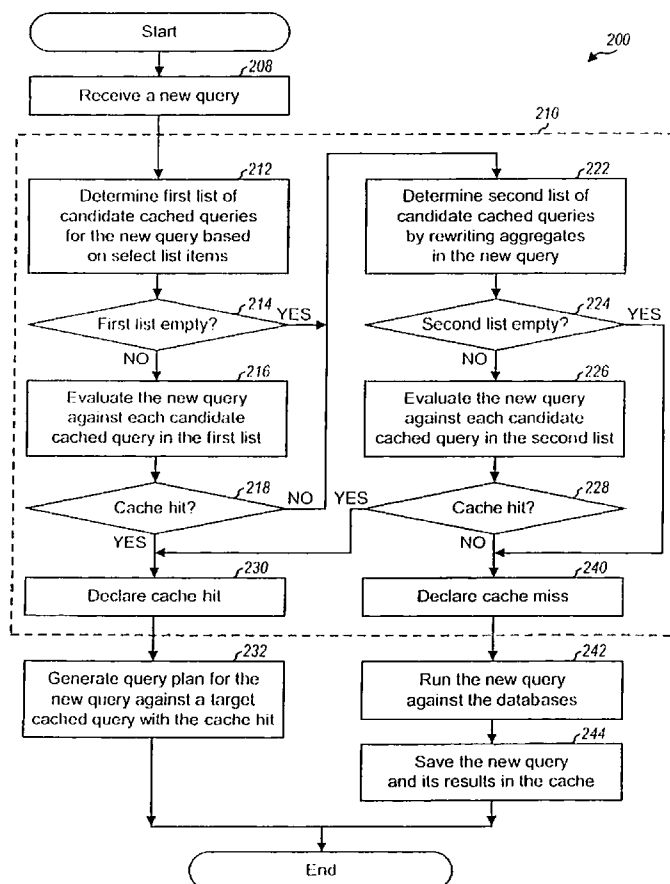 Start
200
208
Receive a new query
210
212
Determine first list of
candidate cached queries
for the new query based
on select list items
222
Determine second list of
candidate cached queries
by rewriting aggregates
in the new query
214
First list empty?
YES
NO
224
Second list empty?
YES
NO
216
Evaluate the new query
against each candidate
cached query in the first list
226
Evaluate the new query
against each candidate
cached query in the second list
218
Cache hit?
NO
YES
228
Cache hit?
YES
NO
230
Declare cache hit
240
Declare cache miss
232
Generate query plan for the
new query against a target
cached query with the cache hit
242
Run the new query
against the databases
244
Save the new query
and its results in the cache
End